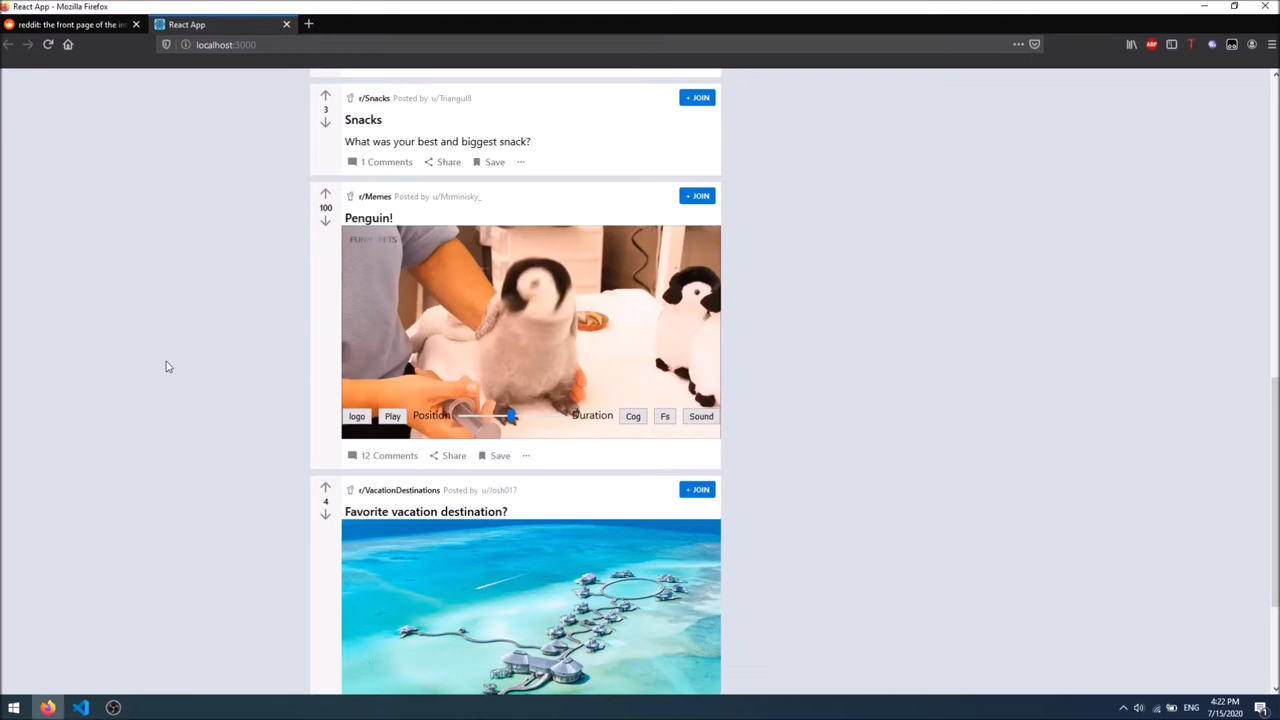 React App - Mozilla Firefox
reddit: the front page of the in
React App
localhost:3000
ABP
3
r/Snacks Posted by u/Triangul8
+ JOIN
Snacks
What was your best and biggest snack?
1 Comments Share Save ...
100
r/Memes Posted by u/Mrminisky_
+ JOIN
Penguin!
logo Play Position Duration Cog Fs Sound
12 Comments Share Save ...
4
r/VacationDestinations Posted by u/Josh017
+ JOIN
Favorite vacation destination?
ENG
4:22 PM
7/15/2020
1